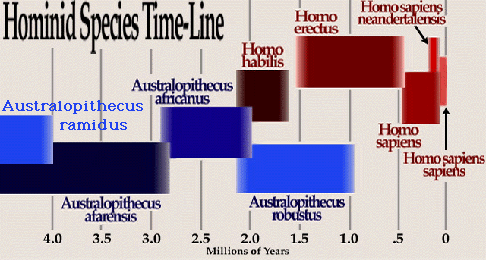 Hominid Species Time-Line
Homo sapiens
neandertalensis
Homo
erectus
Homo
habilis
Australopithecus
africanus
Australopithecus
ramidus
Homo
sapiens
Homo sapiens
sapiens
Australopithecus
afarensis
Australopithecus
robustus
4.0 3.5 3.0 2.5 2.0 1.5 1.0 .5 0
Millions of Years